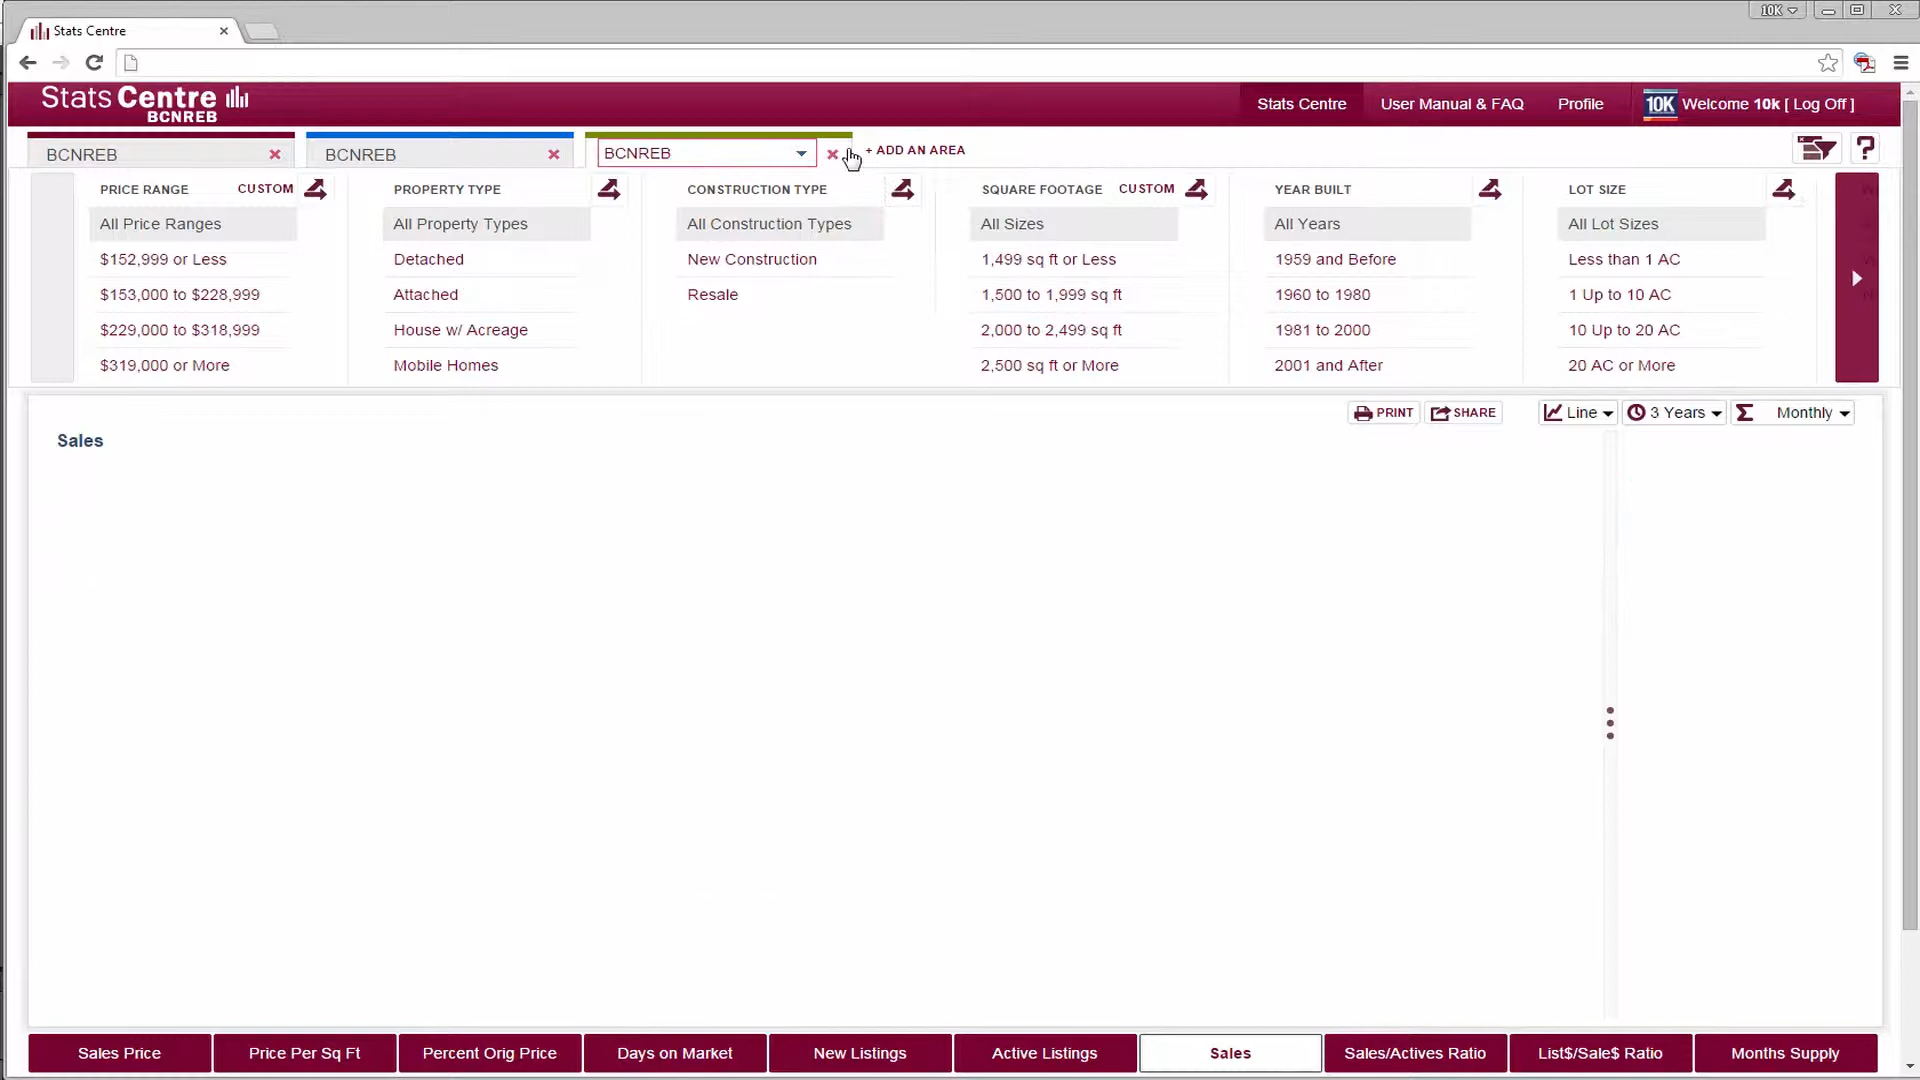 10K
Stats Centre
Stats Centre
BCNREB
Stats Centre
User Manual & FAQ
Profile
10K
Welcome 10k [ Log Off ]
BCNREB
BCNREB
BCNREB
+ ADD AN AREA
?
PRICE RANGE CUSTOM
All Price Ranges
$152,999 or Less
$153,000 to $228,999
$229,000 to $318,999
$319,000 or More
PROPERTY TYPE
All Property Types
Detached
Attached
House w/ Acreage
Mobile Homes
CONSTRUCTION TYPE
All Construction Types
New Construction
Resale
SQUARE FOOTAGE CUSTOM
All Sizes
1,499 sq ft or Less
1,500 to 1,999 sq ft
2,000 to 2,499 sq ft
2,500 sq ft or More
YEAR BUILT
All Years
1959 and Before
1960 to 1980
1981 to 2000
2001 and After
LOT SIZE
All Lot Sizes
Less than 1 AC
1 Up to 10 AC
10 Up to 20 AC
20 AC or More
PRINT
SHARE
Line
3 Years
Σ Monthly
Sales
Sales Price
Price Per Sq Ft
Percent Orig Price
Days on Market
New Listings
Active Listings
Sales
Sales/Actives Ratio
List$/Sale$ Ratio
Months Supply